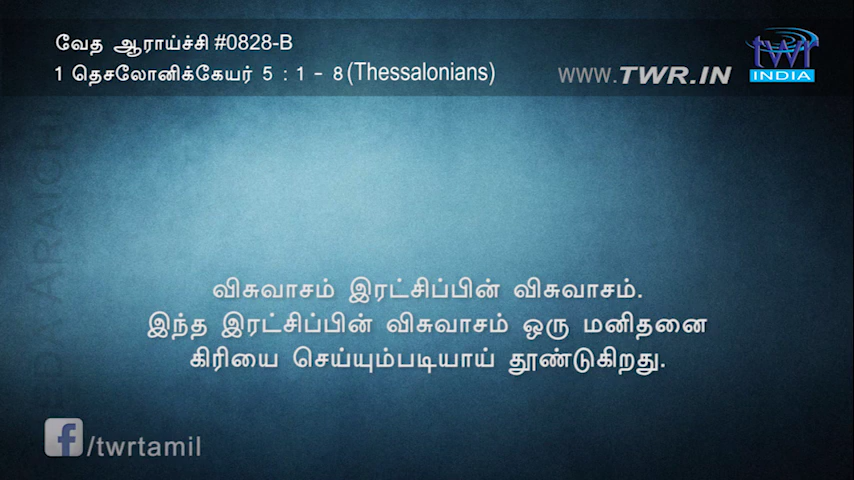 வேத ஆராய்ச்சி #0828-B
1 தெசலோனிக்கேயர் 5 : 1 - 8 (Thessalonians)
www.TWR.IN
twr
INDIA
விசுவாசம் இரட்சிப்பின் விசுவாசம்.
இந்த இரட்சிப்பின் விசுவாசம் ஒரு மனிதனை
கிரியை செய்யும்படியாய் தூண்டுகிறது.
f/twrtamil